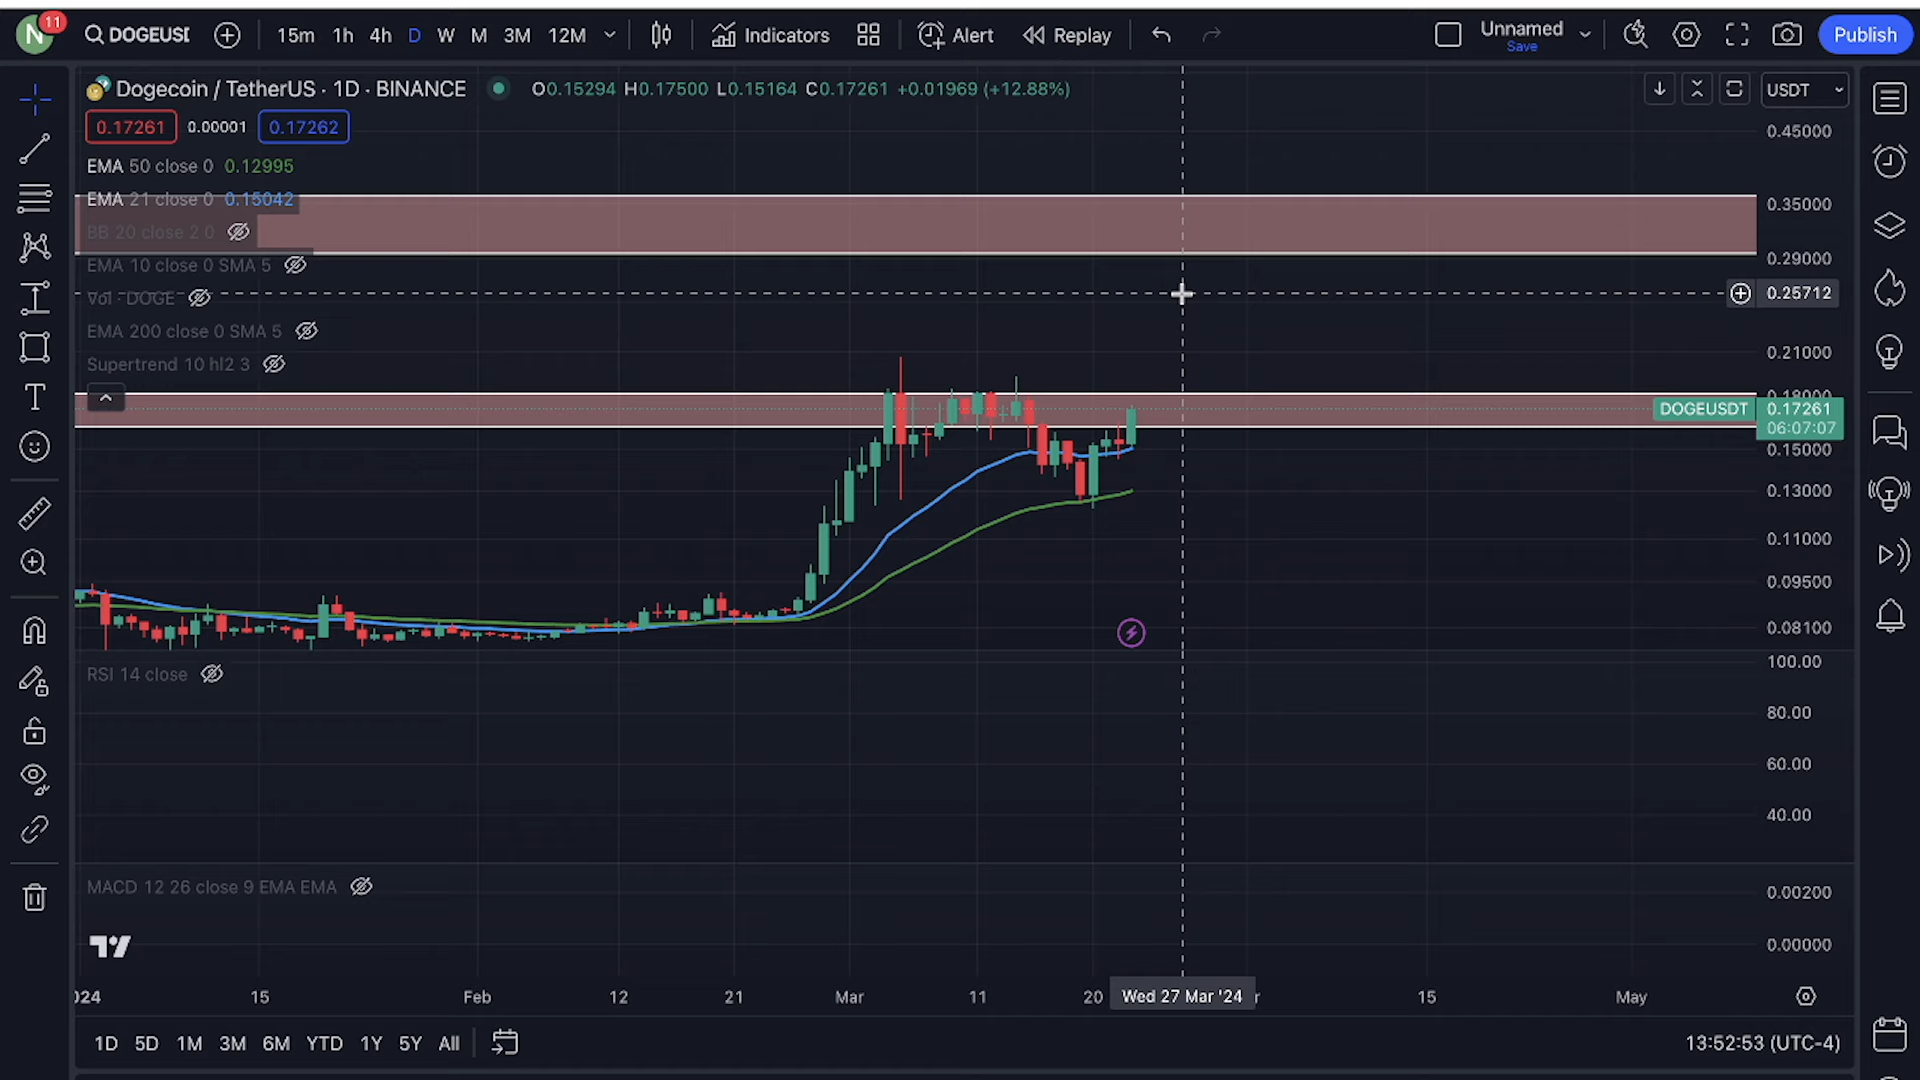 N 11 DOGEUSI 15m 1h 4h D W M 3M 12M Indicators Alert Replay Unnamed Save Publish
Dogecoin / TetherUS · 1D · BINANCE O0.15294 H0.17500 L0.15164 C0.17261 +0.01969 (+12.88%) USDT
0.17261 0.00001 0.17262
0.45000
EMA 50 close 0 0.12995
EMA 21 close 0 0.15042
0.35000
BB 20 close 2 0
0.29000
EMA 10 close 0 SMA 5
Vol · DOGE
0.25712
EMA 200 close 0 SMA 5
0.21000
Supertrend 10 hl2 3
0.18000
DOGEUSDT 0.17261
06:07:07
0.15000
0.13000
0.11000
0.09500
0.08100
100.00
RSI 14 close
80.00
60.00
40.00
MACD 12 26 close 9 EMA EMA
0.00200
0.00000
024 15 Feb 12 21 Mar 11 20 Wed 27 Mar '24 r 15 May
1D 5D 1M 3M 6M YTD 1Y 5Y All 13:52:53 (UTC-4)